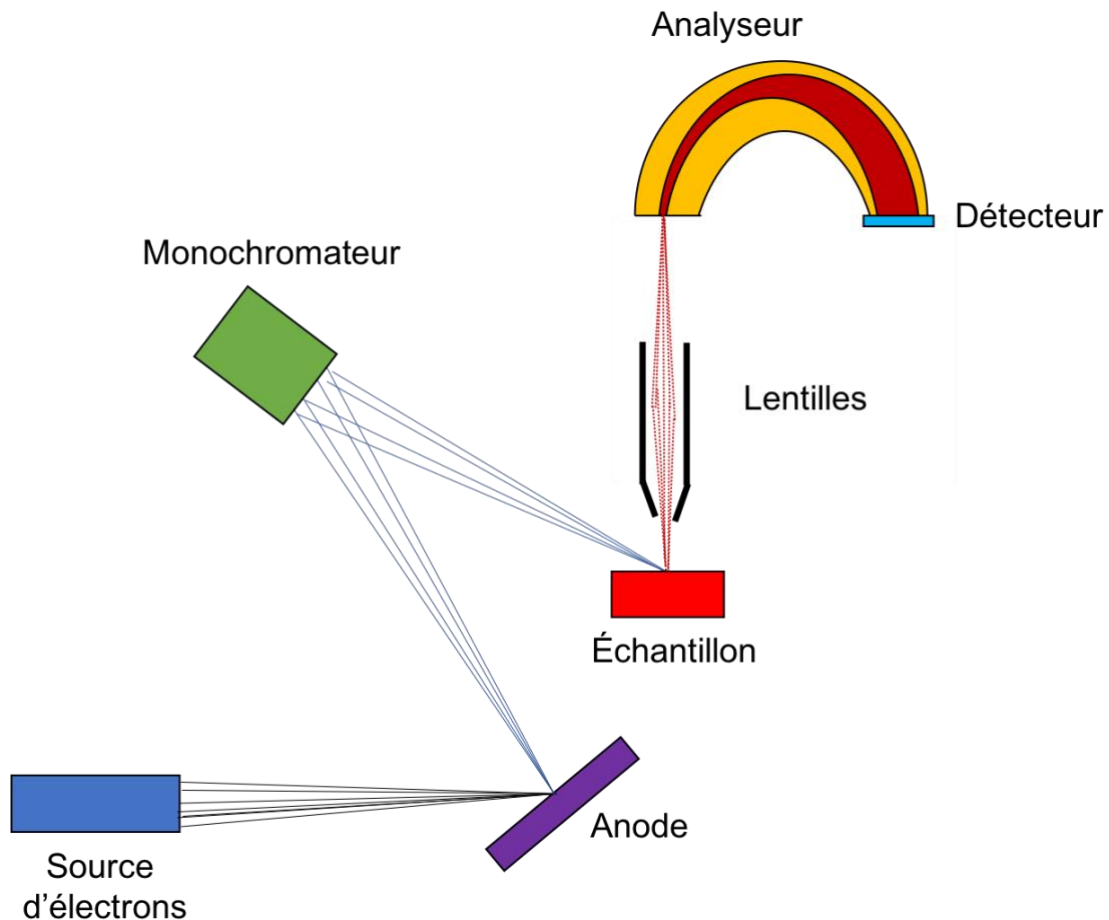 Analyseur
Détecteur
Monochromateur
Lentilles
Échantillon
Anode
Source
d'électrons